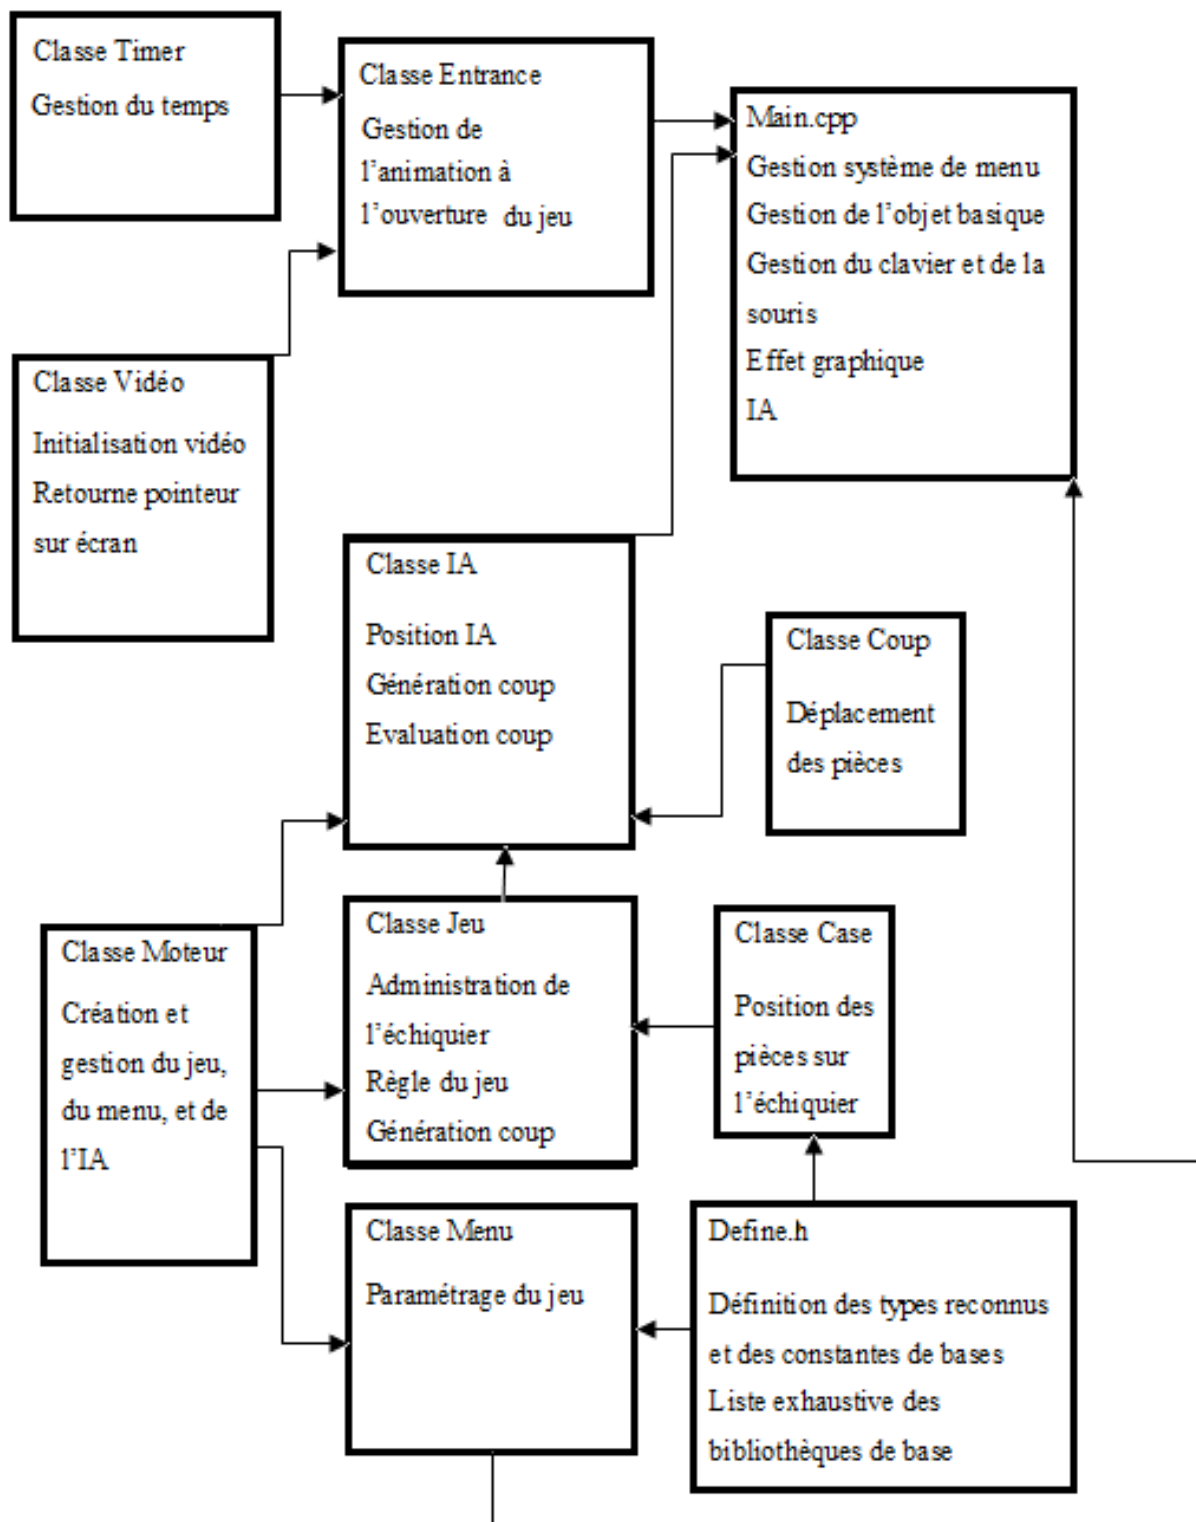 Classe Timer
Gestion du temps
Classe Entrance
Gestion de
l'animation à
l'ouverture du jeu
Main.cpp
Gestion système de menu
Gestion de l'objet basique
Gestion du clavier et de la
souris
Effet graphique
IA
Classe Vidéo
Initialisation vidéo
Retourne pointeur
sur écran
Classe IA
Position IA
Génération coup
Evaluation coup
Classe Coup
Déplacement
des pièces
Classe Moteur
Création et
gestion du jeu,
du menu, et de
l'IA
Classe Jeu
Administration de
l'échiquier
Règle du jeu
Génération coup
Classe Case
Position des
pièces sur
l'échiquier
Classe Menu
Paramétrage du jeu
Define.h
Définition des types reconnus
et des constantes de bases
Liste exhaustive des
bibliothèques de base